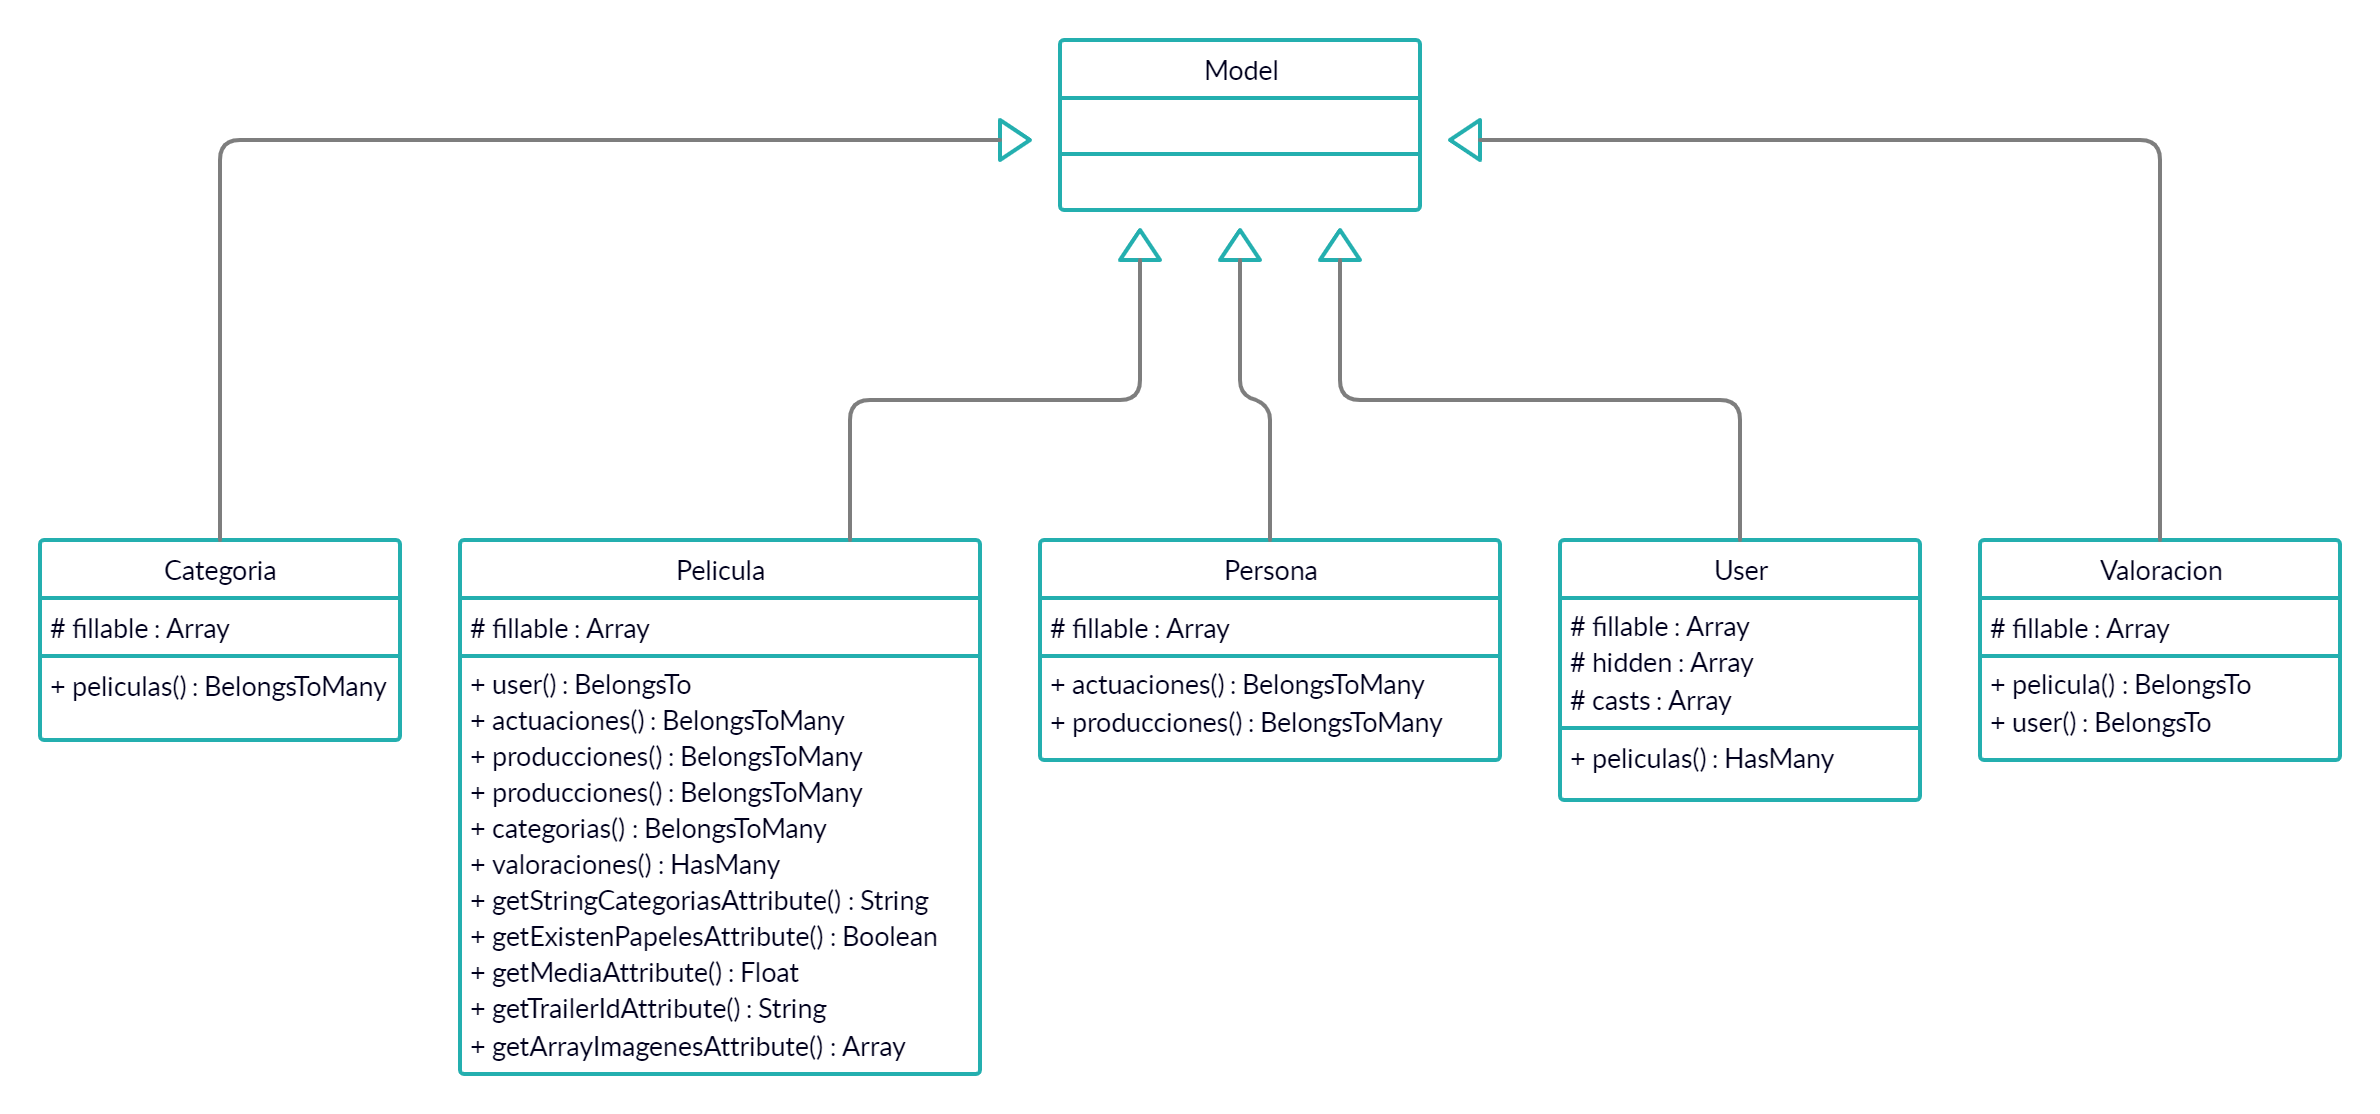 Model
Categoria
# fillable : Array
+ peliculas() : BelongsToMany
Pelicula
# fillable : Array
+ user() : BelongsTo
+ actuaciones() : BelongsToMany
+ producciones() : BelongsToMany
+ producciones() : BelongsToMany
+ categorias() : BelongsToMany
+ valoraciones() : HasMany
+ getStringCategoriasAttribute() : String
+ getExistenPapelesAttribute() : Boolean
+ getMediaAttribute() : Float
+ getTrailerIdAttribute() : String
+ getArrayImagenesAttribute() : Array
Persona
# fillable : Array
+ actuaciones() : BelongsToMany
+ producciones() : BelongsToMany
User
# fillable : Array
# hidden : Array
# casts : Array
+ peliculas() : HasMany
Valoracion
# fillable : Array
+ pelicula() : BelongsTo
+ user() : BelongsTo